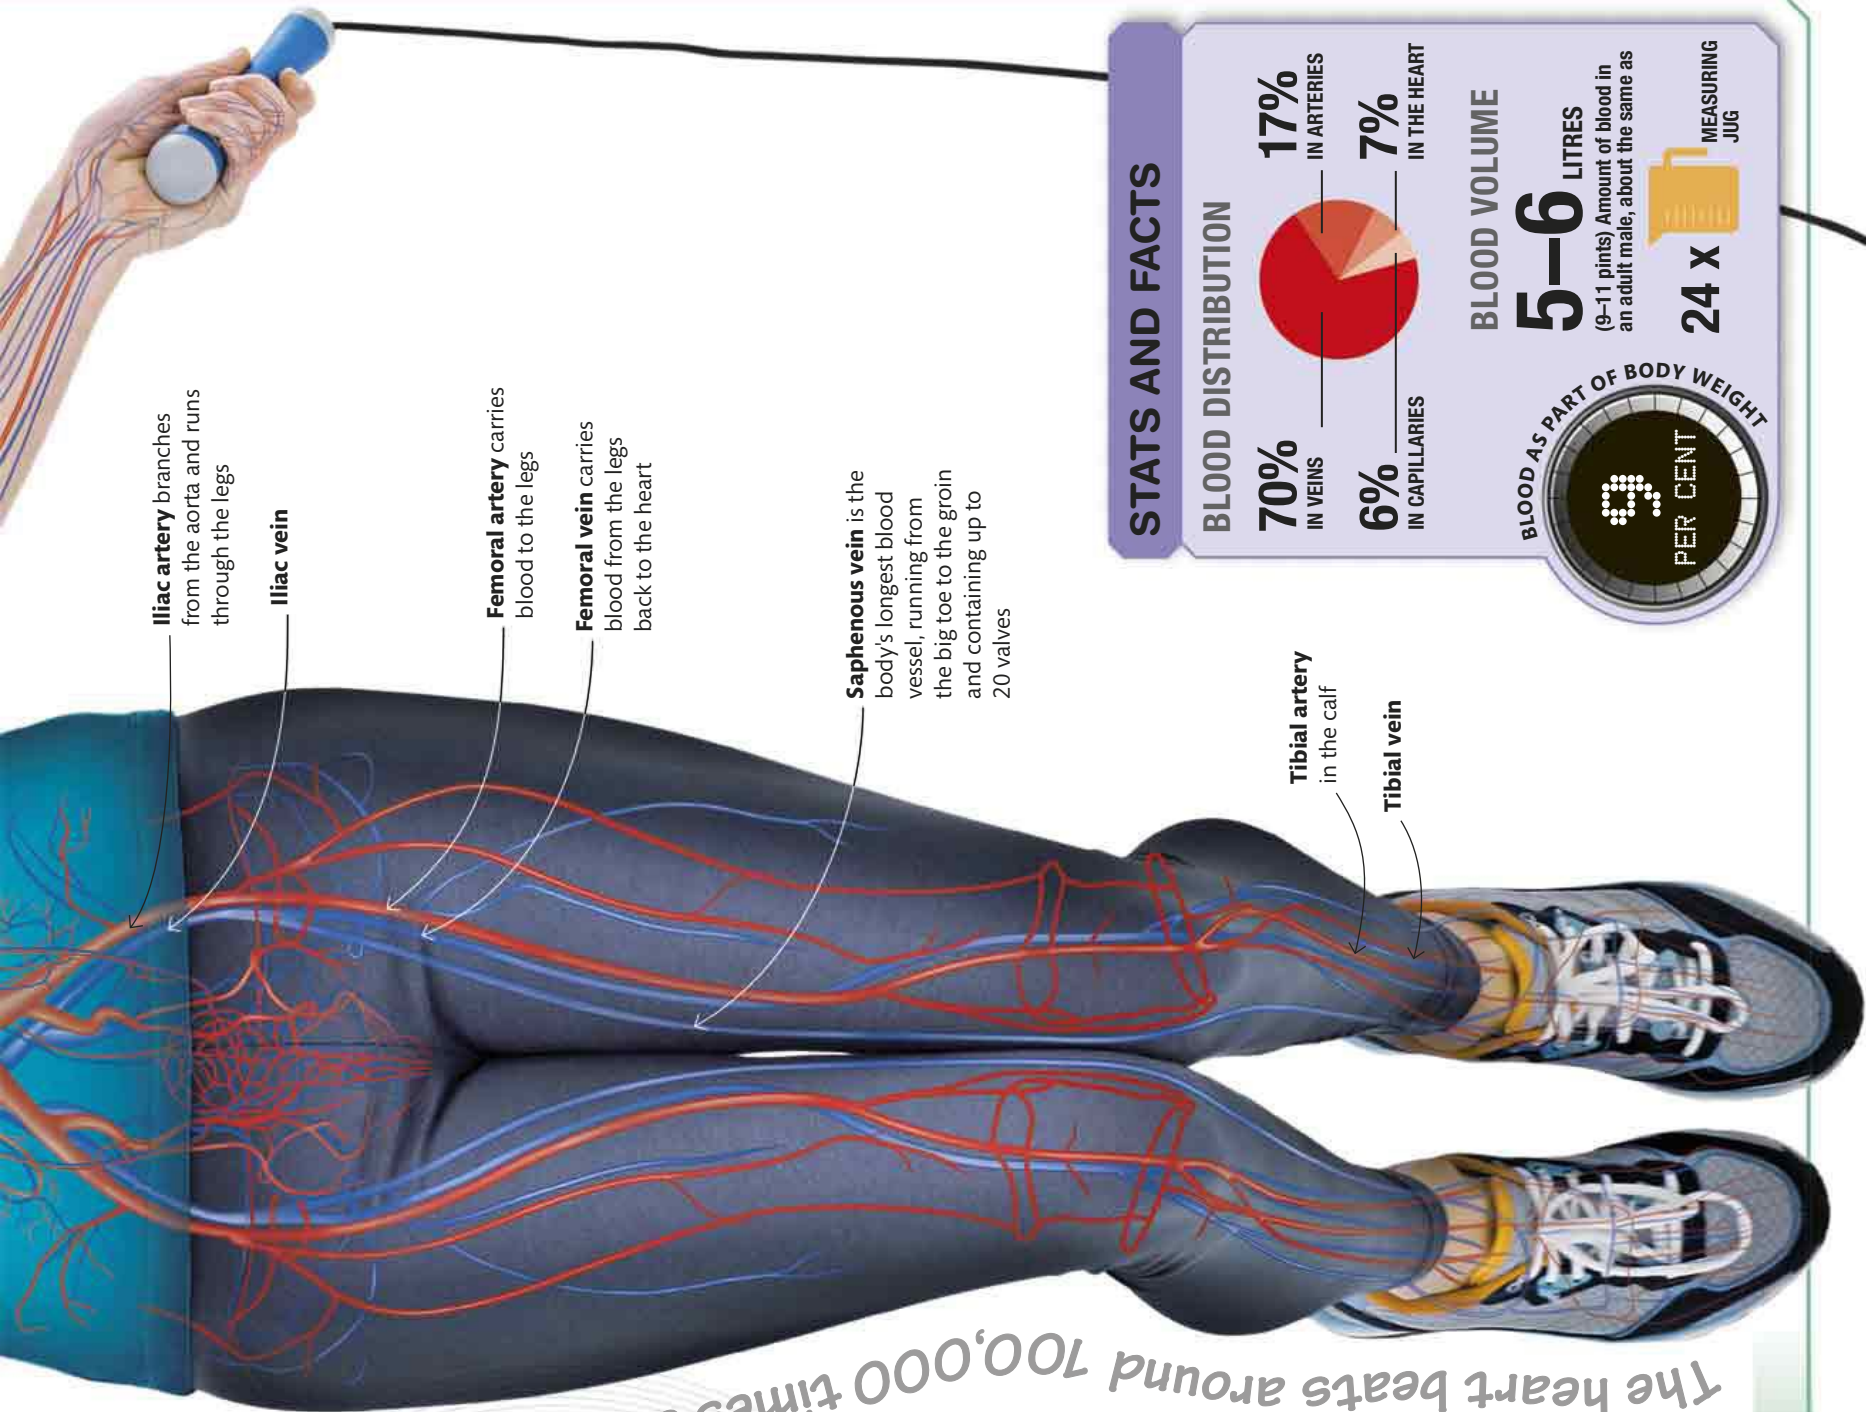 Iliac artery branches
from the aorta and runs
through the legs
Iliac vein
Femoral artery carries
blood to the legs
Femoral vein carries
blood from the legs
back to the heart
Saphenous vein is the
body's longest blood
vessel, running from
the big toe to the groin
and containing up to
20 valves
Tibial artery
in the calf
Tibial vein
STATS AND FACTS
BLOOD DISTRIBUTION
70%
IN VEINS
17%
IN ARTERIES
6%
IN CAPILLARIES
7%
IN THE HEART
BLOOD AS PART OF BODY WEIGHT
9
PER CENT
BLOOD VOLUME
5–6
LITRES
(9–11 pints) Amount of blood in
an adult male, about the same as
24 x
MEASURING
JUG
The heart beats around 100,000 times